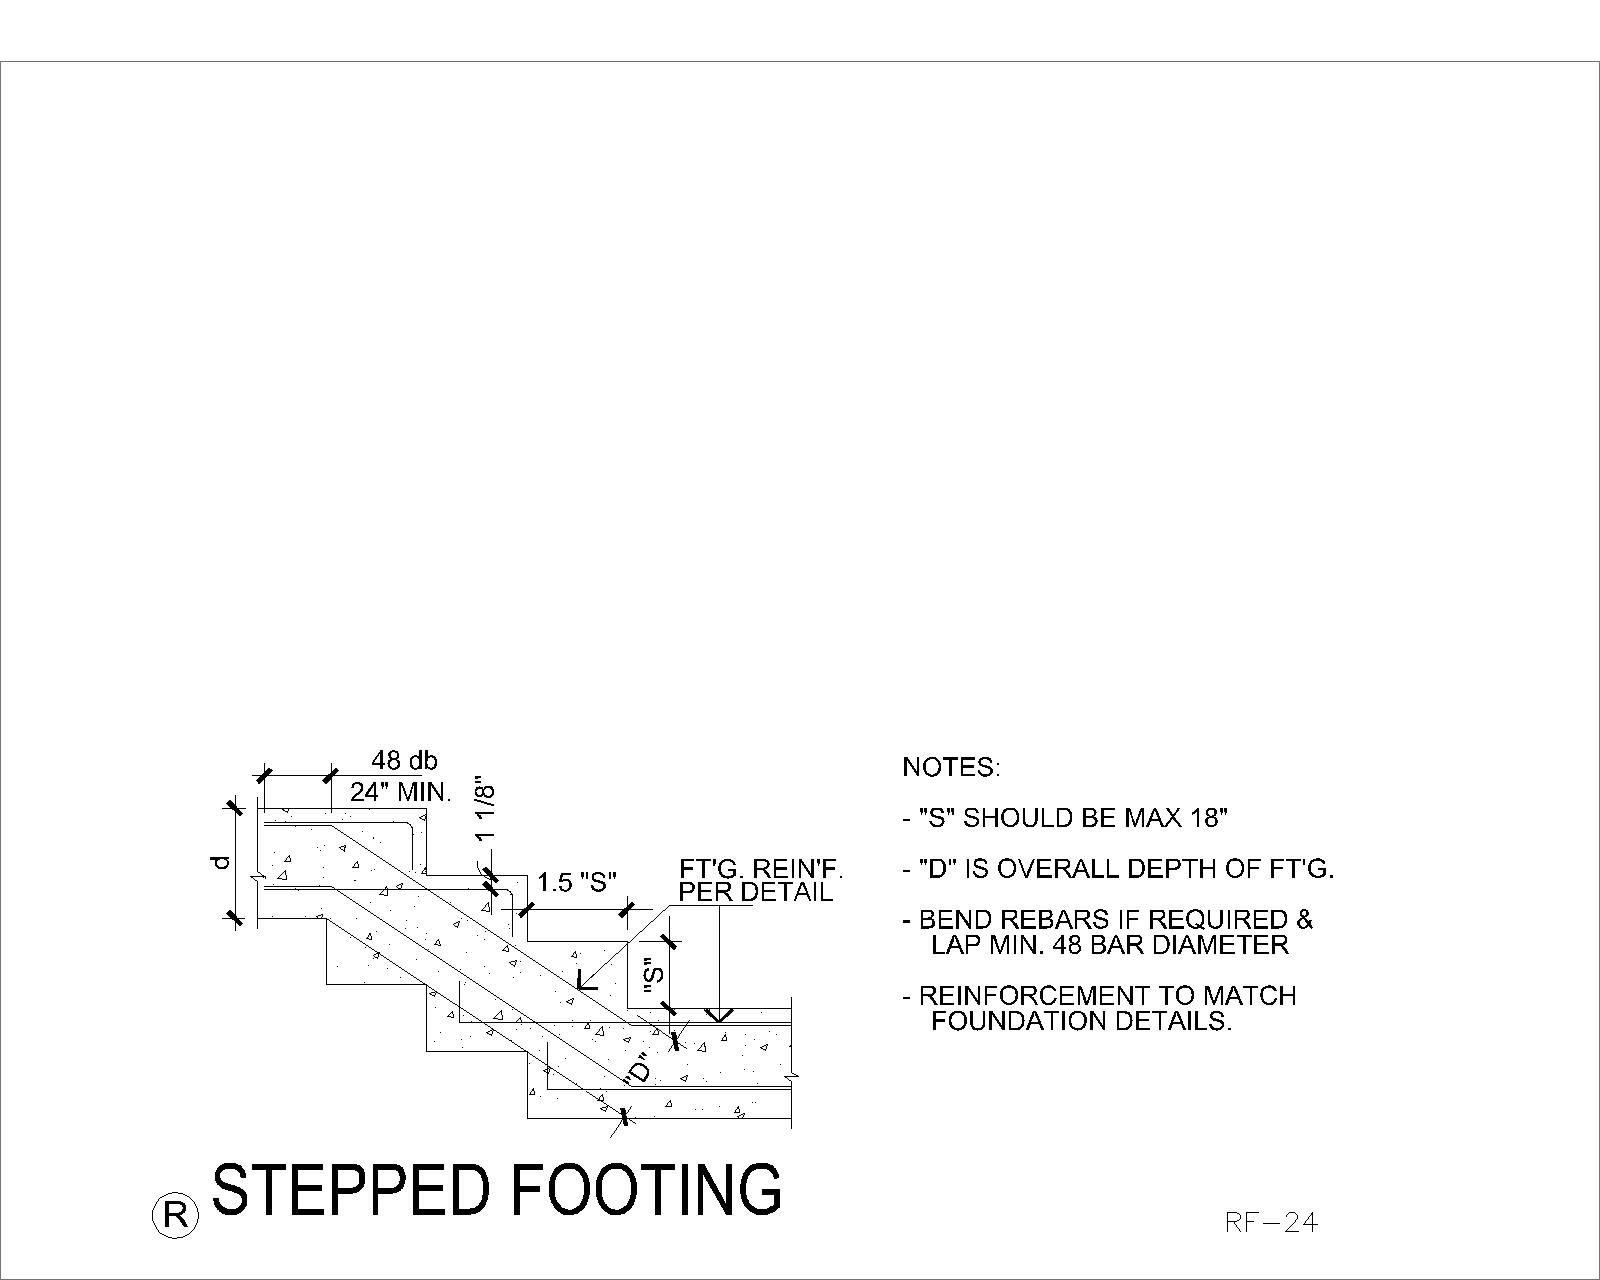 48 db
24" MIN.
1 1/8"
d
1.5 "S"
FT'G. REIN'F.
PER DETAIL
"S"
"D"
NOTES:
- "S" SHOULD BE MAX 18"
- "D" IS OVERALL DEPTH OF FT'G.
- BEND REBARS IF REQUIRED &
LAP MIN. 48 BAR DIAMETER
- REINFORCEMENT TO MATCH
FOUNDATION DETAILS.
R STEPPED FOOTING
RF-24